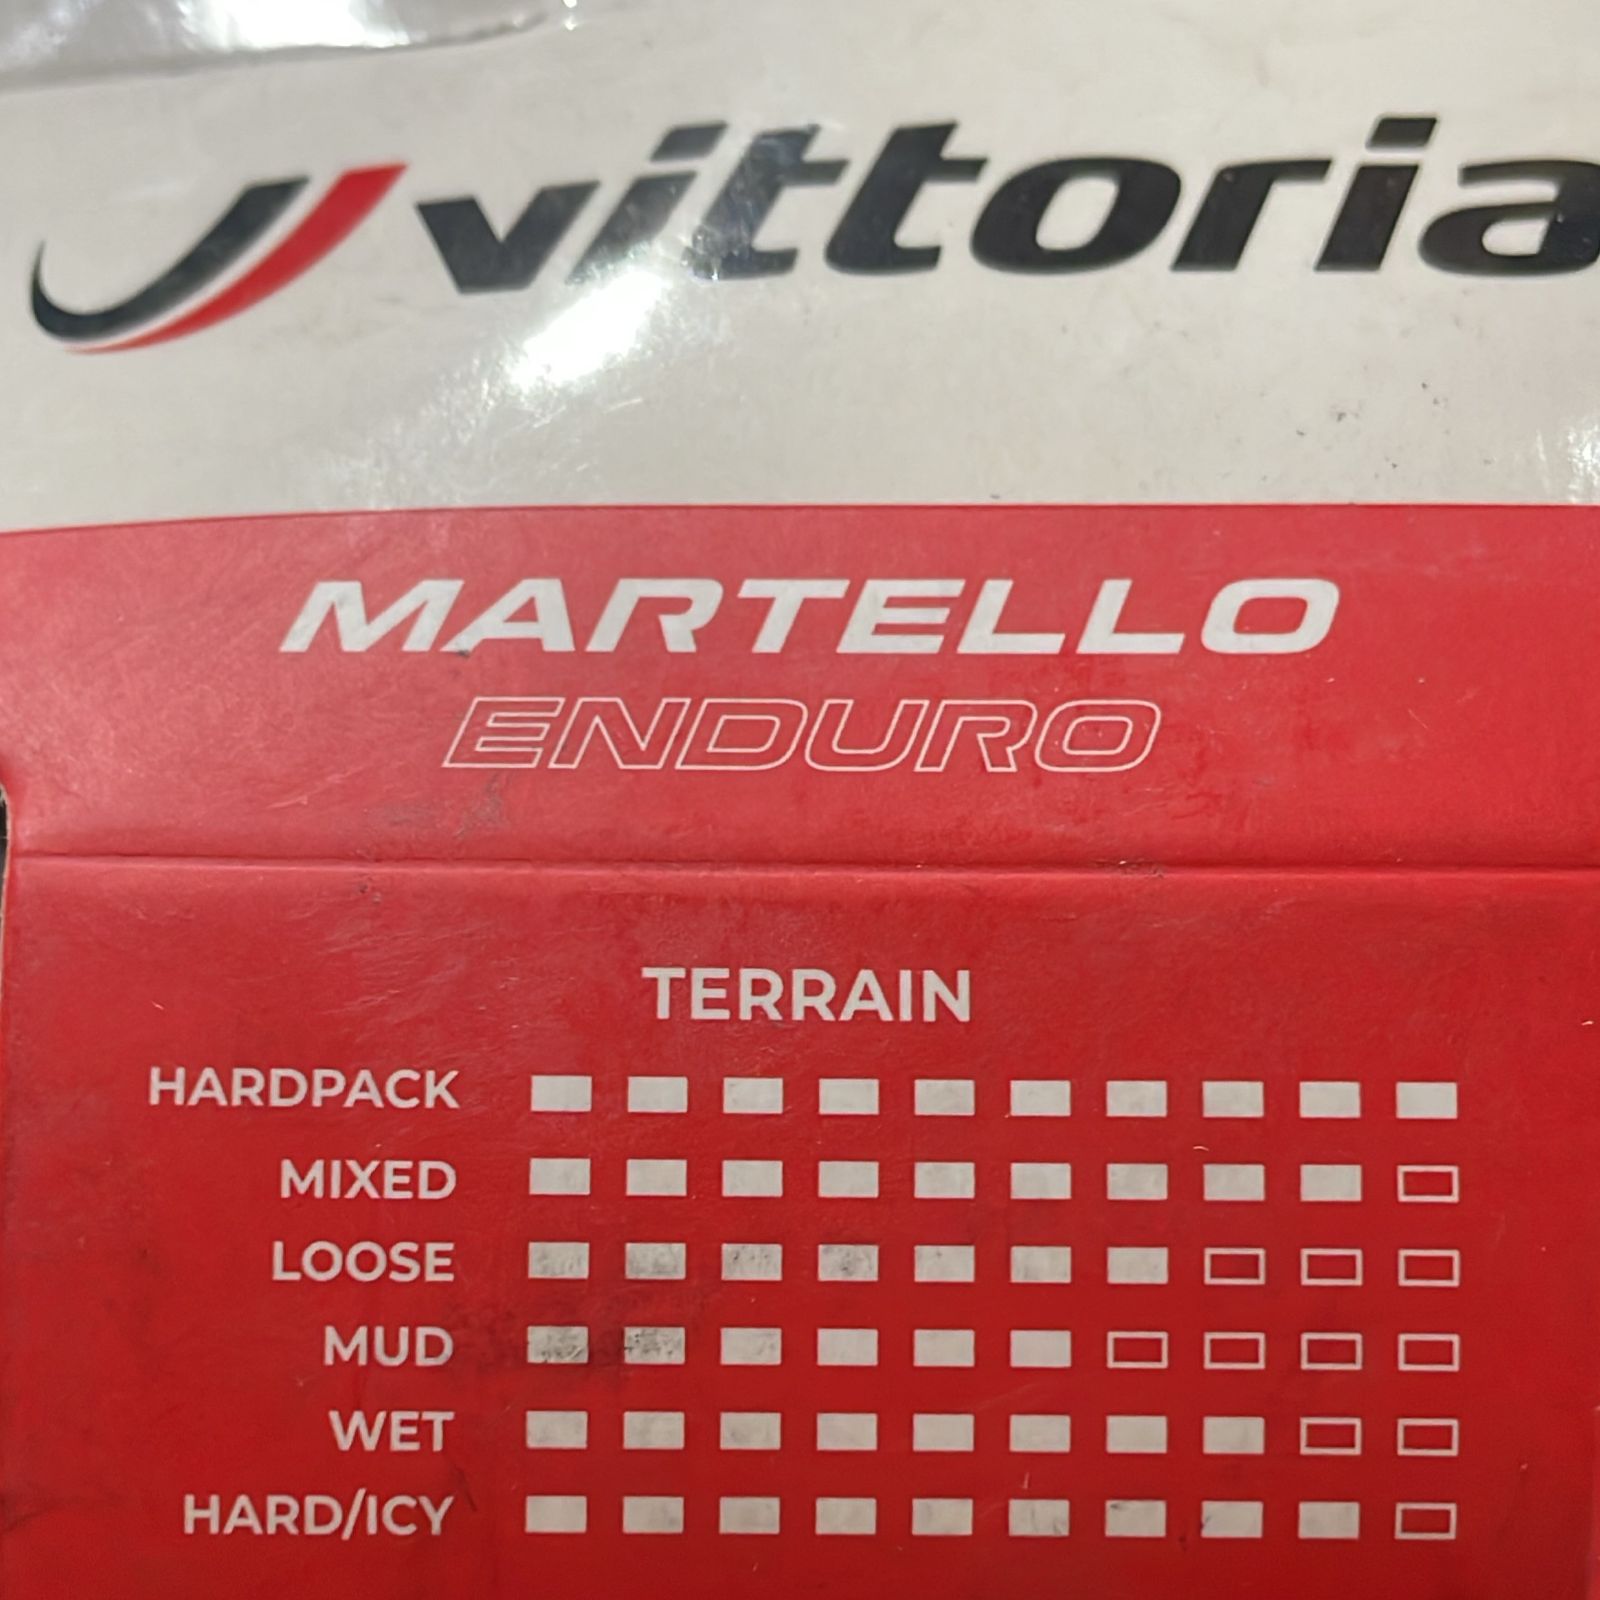 vittoria
MARTELLO
ENDURO
TERRAIN
HARDPACK
MIXED
LOOSE
MUD
WET
HARD/ICY